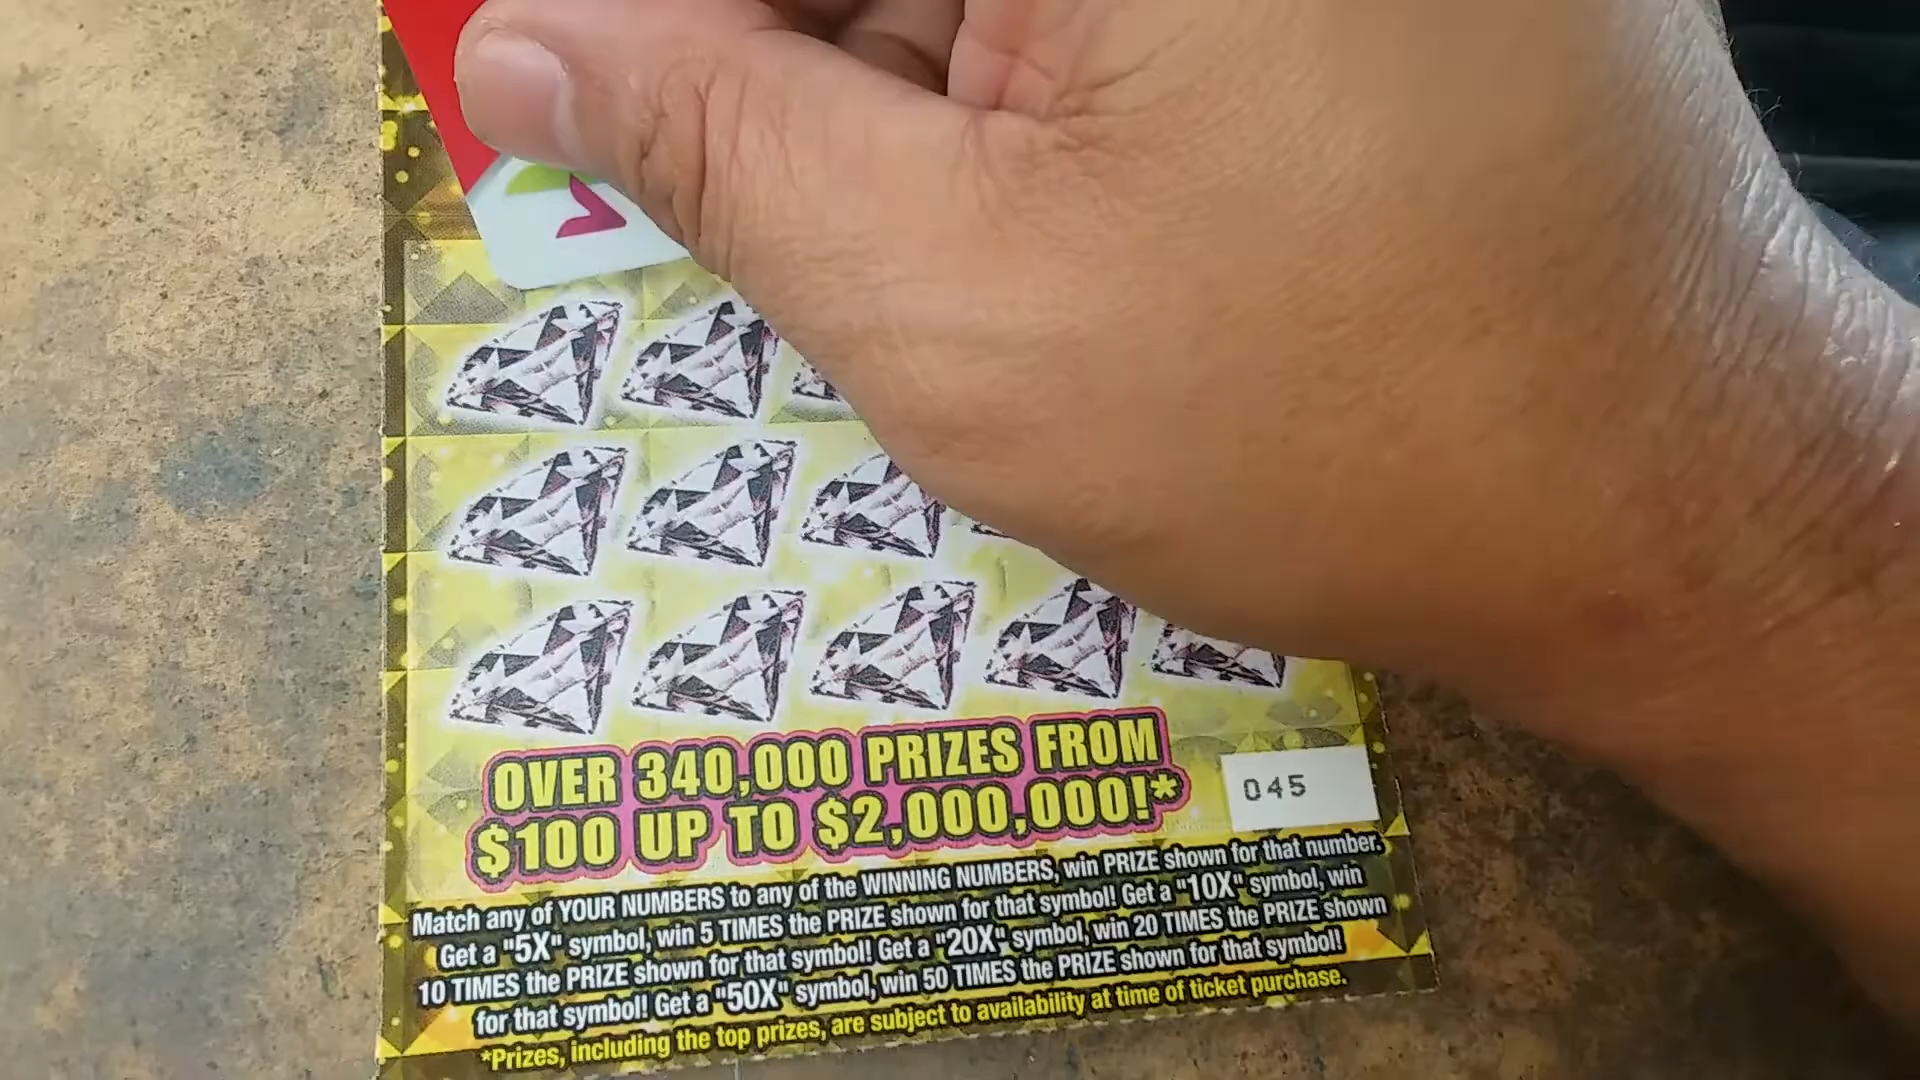 OVER 340,000 PRIZES FROM
$100 UP TO $2,000,000!*
045
Match any of YOUR NUMBERS to any of the WINNING NUMBERS, win PRIZE shown for that number.
Get a "5X" symbol, win 5 TIMES the PRIZE shown for that symbol! Get a "10X" symbol, win
10 TIMES the PRIZE shown for that symbol! Get a "20X" symbol, win 20 TIMES the PRIZE shown
for that symbol! Get a "50X" symbol, win 50 TIMES the PRIZE shown for that symbol!
*Prizes, including the top prizes, are subject to availability at time of ticket purchase.